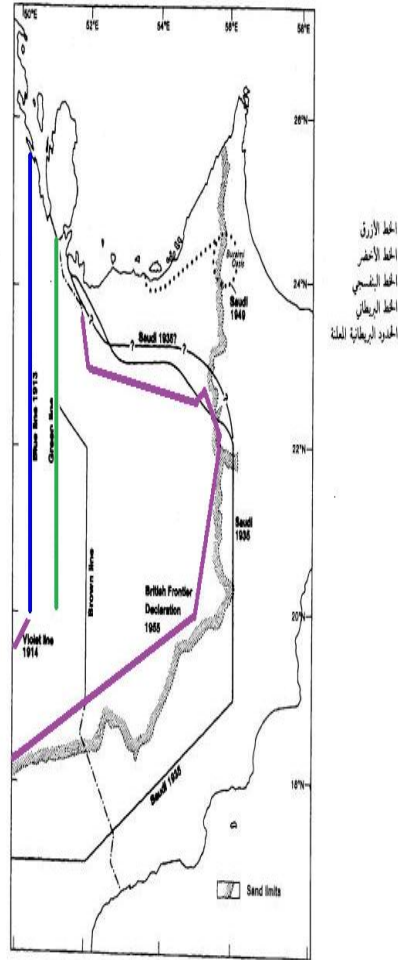 50°E
52°E
54°E
56°E
58°E
26°N
24°N
22°N
20°N
18°N
Buraimi
Oasis
Saudi
1949
Saudi 1935?
?
?
?
?
Blue line 1913
Green line
Brown line
Saudi
1935
British Frontier
Declaration
1955
Violet line
1914
Saudi 1935
Sand limits
الخط الأزرق
الخط الأخضر
الخط البنفسجي
الخط البريطاني
الحدود البريطانية المعلنة